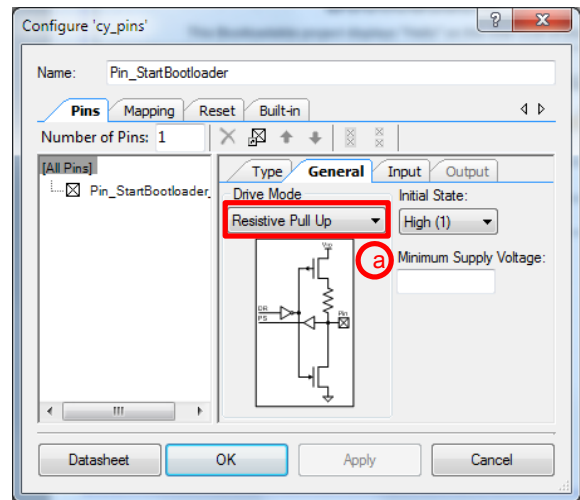 Configure 'cy_pins'
Name: Pin_StartBootloader
Pins Mapping Reset Built-in
Number of Pins: 1
[All Pins]
Pin_StartBootloader_
Type General Input Output
Drive Mode
Initial State:
Resistive Pull Up
High (1)
a
Minimum Supply Voltage:
DR
PS
Pin
Datasheet OK Apply Cancel